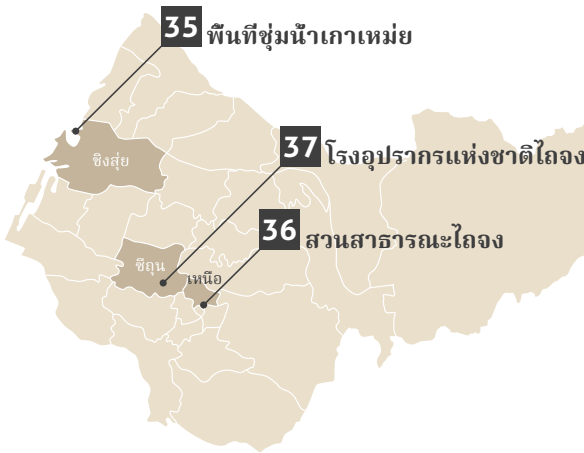 35 พื้นที่ชุ่มน้ำเกาเหม่ย
ชิงสุ่ย
37 โรงอุปรากรแห่งชาติไถจง
36 สวนสาธารณะไถจง
ซีถุน
เหนือ